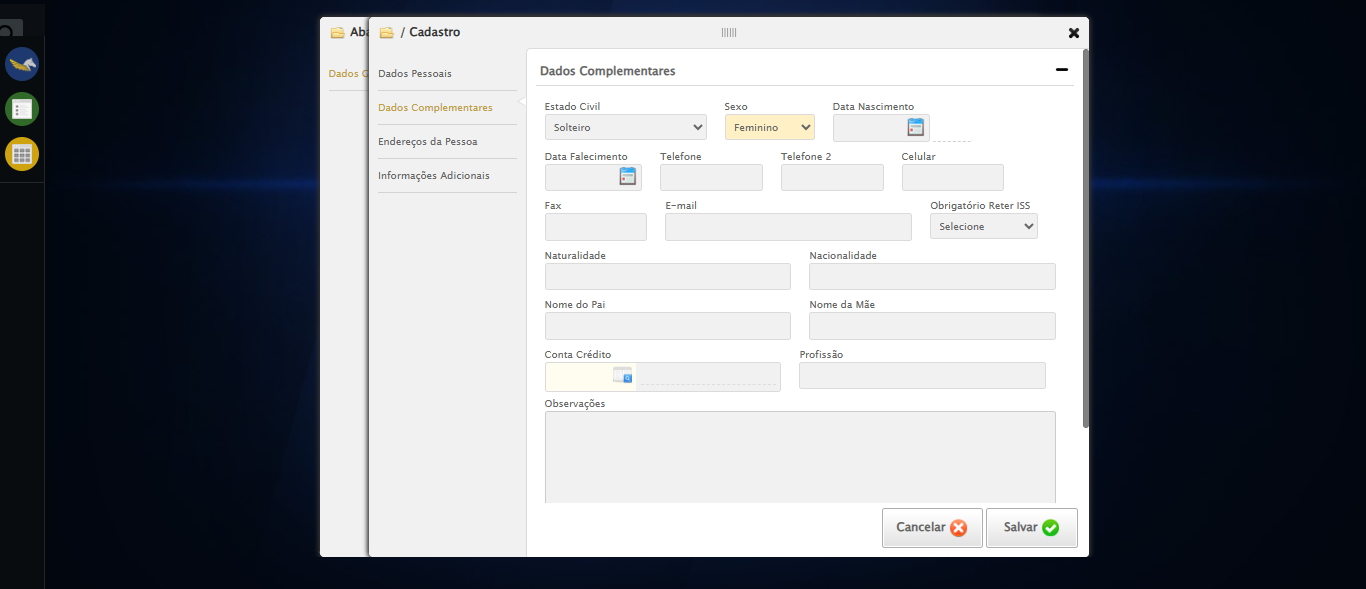 Aba
/ Cadastro
Dados
Dados Pessoais
Dados Complementares
Endereços da Pessoa
Informações Adicionais
Dados Complementares
Estado Civil
Sexo
Data Nascimento
Solteiro
Feminino
Data Falecimento
Telefone
Telefone 2
Celular
Fax
E-mail
Obrigatório Reter ISS
Selecione
Naturalidade
Nacionalidade
Nome do Pai
Nome da Mãe
Conta Crédito
Profissão
Observações
Cancelar
Salvar